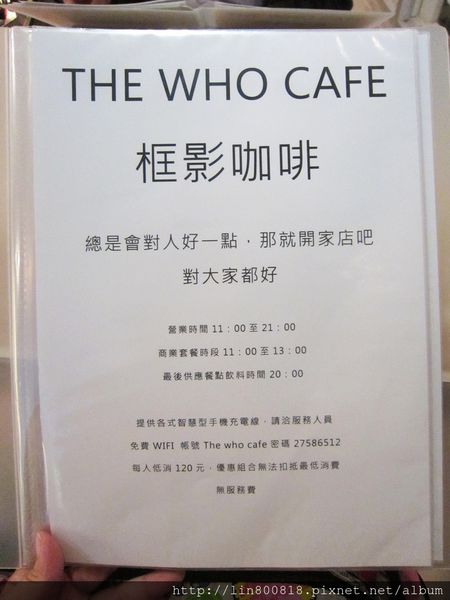 THE WHO CAFE
框影咖啡
總是會對人好一點，那就開家店吧
對大家都好
營業時間 11：00 至 21：00
商業套餐時段 11：00 至 13：00
最後供應餐點飲料時間 20：00
提供各式智慧型手機充電線，請洽服務人員
免費 WIFI 帳號 The who cafe 密碼 27586512
每人低消 120 元，優惠組合無法扣抵最低消費
無服務費
http://lin800818.pixnet.net/album